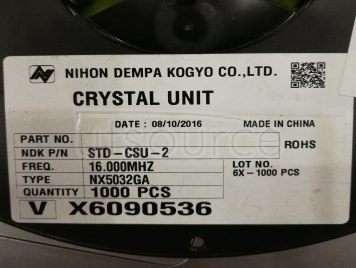 NIHON DEMPA KOGYO CO.,LTD.
CRYSTAL UNIT
DATE : 08/10/2016 MADE IN CHINA
PART NO. ROHS
NDK P/N STD-CSU-2
FREQ. 16.000MHZ LOT NO.
TYPE NX5032GA 6X-1000 PCS
QUANTITY 1000 PCS
V X6090536